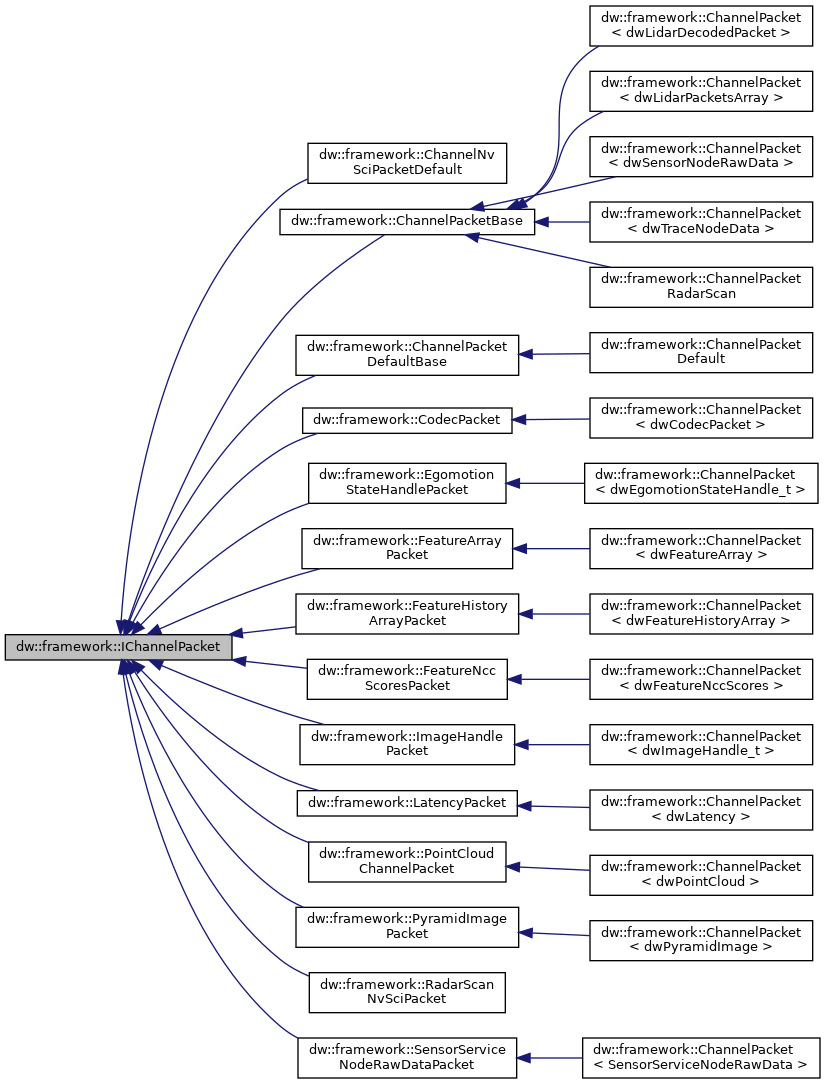 dw::framework::IChannelPacket
dw::framework::ChannelNv
SciPacketDefault
dw::framework::ChannelPacketBase
dw::framework::ChannelPacket
DefaultBase
dw::framework::CodecPacket
dw::framework::Egomotion
StateHandlePacket
dw::framework::FeatureArray
Packet
dw::framework::FeatureHistory
ArrayPacket
dw::framework::FeatureNcc
ScoresPacket
dw::framework::ImageHandle
Packet
dw::framework::LatencyPacket
dw::framework::PointCloud
ChannelPacket
dw::framework::PyramidImage
Packet
dw::framework::RadarScan
NvSciPacket
dw::framework::SensorService
NodeRawDataPacket
dw::framework::ChannelPacket
< dwLidarDecodedPacket >
dw::framework::ChannelPacket
< dwLidarPacketsArray >
dw::framework::ChannelPacket
< dwSensorNodeRawData >
dw::framework::ChannelPacket
< dwTraceNodeData >
dw::framework::ChannelPacket
RadarScan
dw::framework::ChannelPacket
Default
dw::framework::ChannelPacket
< dwCodecPacket >
dw::framework::ChannelPacket
< dwEgomotionStateHandle_t >
dw::framework::ChannelPacket
< dwFeatureArray >
dw::framework::ChannelPacket
< dwFeatureHistoryArray >
dw::framework::ChannelPacket
< dwFeatureNccScores >
dw::framework::ChannelPacket
< dwImageHandle_t >
dw::framework::ChannelPacket
< dwLatency >
dw::framework::ChannelPacket
< dwPointCloud >
dw::framework::ChannelPacket
< dwPyramidImage >
dw::framework::ChannelPacket
< SensorServiceNodeRawData >